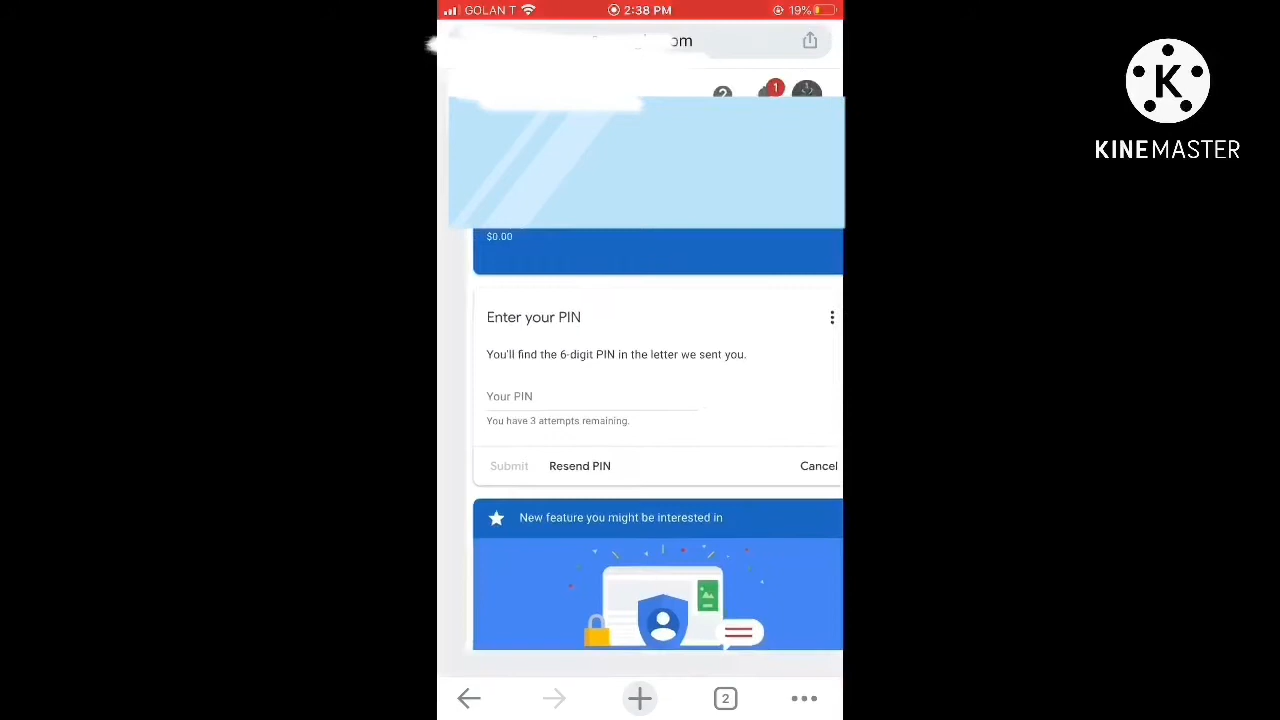 GOLAN T 2:38 PM 19%
om
1
$0.00
Enter your PIN
You'll find the 6-digit PIN in the letter we sent you.
Your PIN
You have 3 attempts remaining.
Submit Resend PIN Cancel
New feature you might be interested in
2
K
KINEMASTER